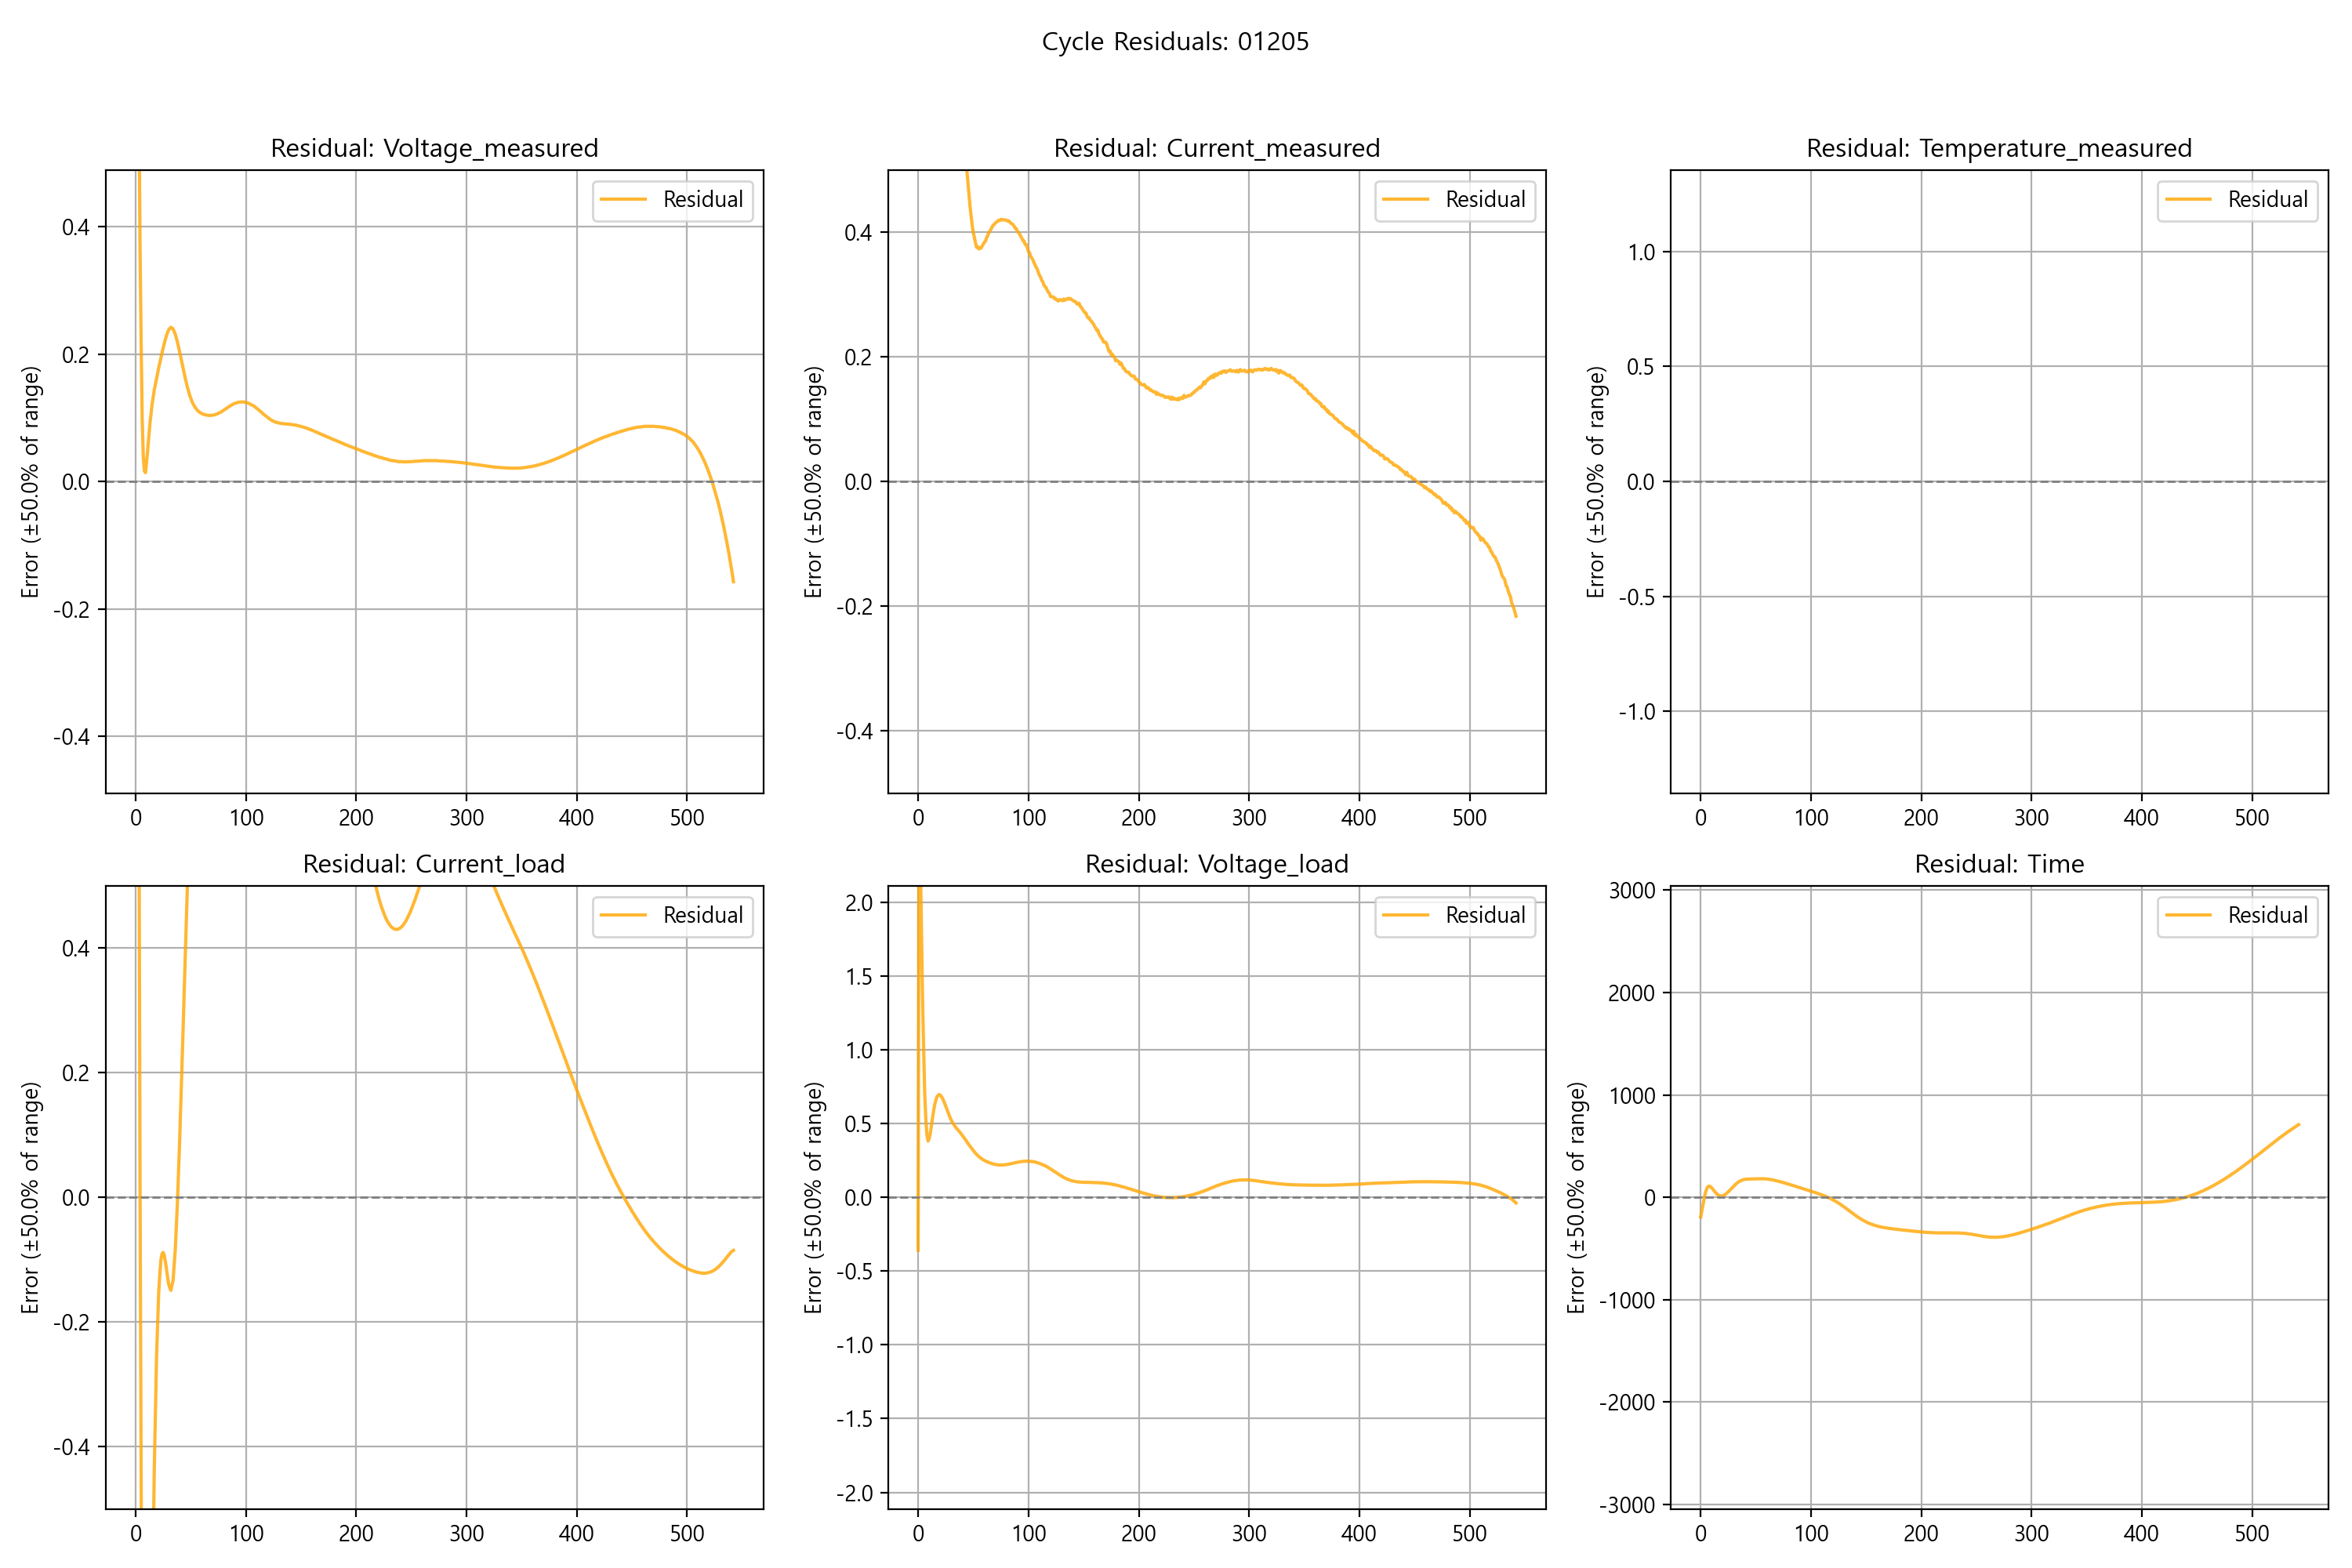 Cycle Residuals: 01205
Residual: Voltage_measured
Residual: Current_measured
Residual: Temperature_measured
Residual
Residual
Residual
Error (±50.0% of range)
0.4
0.2
0.0
-0.2
-0.4
0 100 200 300 400 500
Error (±50.0% of range)
0.4
0.2
0.0
-0.2
-0.4
0 100 200 300 400 500
Error (±50.0% of range)
1.0
0.5
0.0
-0.5
-1.0
0 100 200 300 400 500
Residual: Current_load
Residual: Voltage_load
Residual: Time
Residual
Residual
Residual
Error (±50.0% of range)
0.4
0.2
0.0
-0.2
-0.4
0 100 200 300 400 500
Error (±50.0% of range)
2.0
1.5
1.0
0.5
0.0
-0.5
-1.0
-1.5
-2.0
0 100 200 300 400 500
Error (±50.0% of range)
3000
2000
1000
0
-1000
-2000
-3000
0 100 200 300 400 500